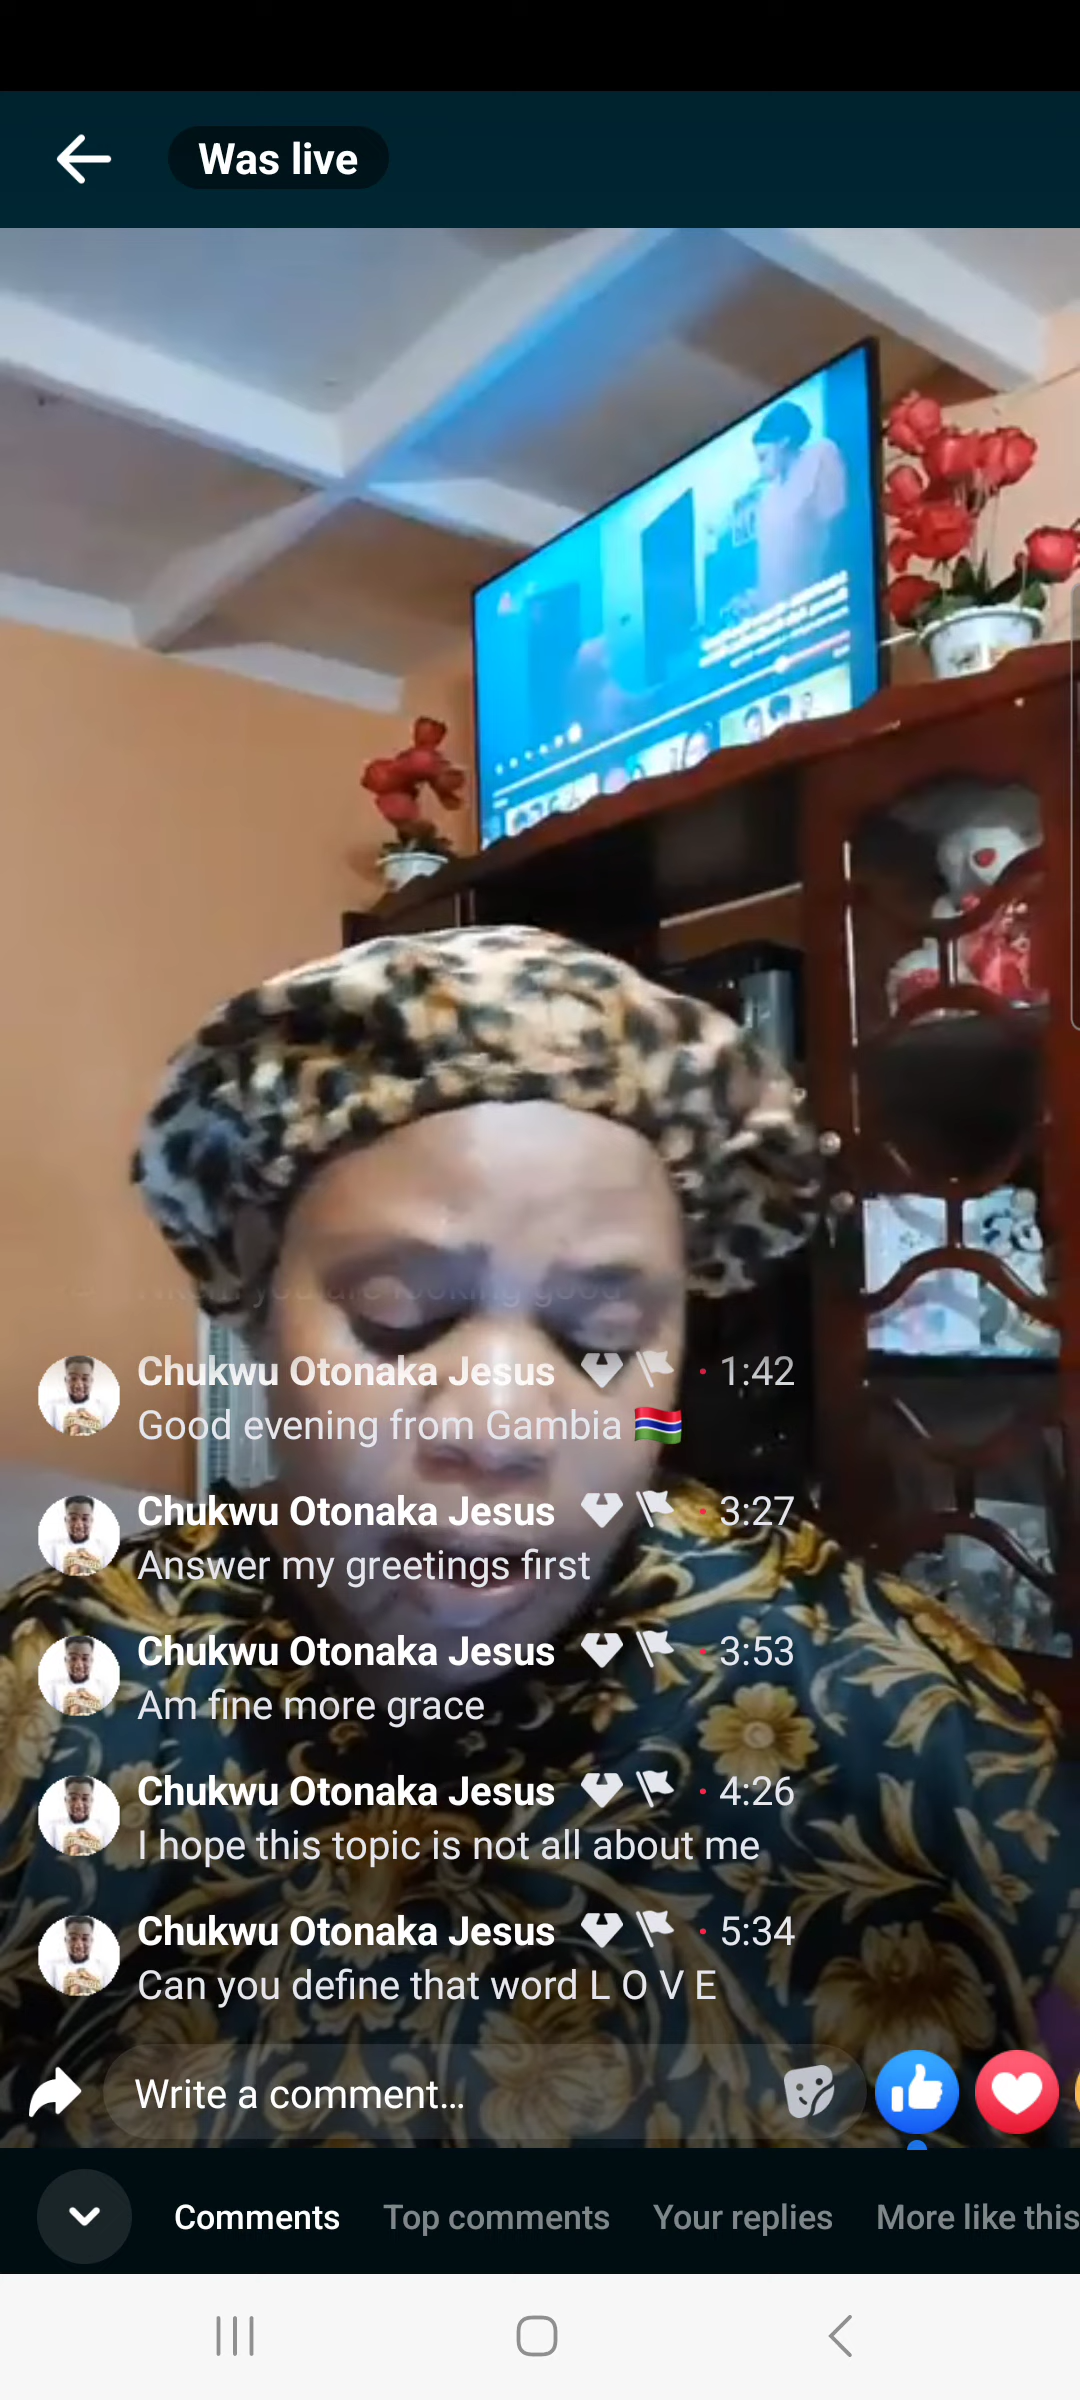 Was live
Chukwu Otonaka Jesus · 1:42
Good evening from Gambia 🇬🇲
Chukwu Otonaka Jesus · 3:27
Answer my greetings first
Chukwu Otonaka Jesus · 3:53
Am fine more grace
Chukwu Otonaka Jesus · 4:26
I hope this topic is not all about me
Chukwu Otonaka Jesus · 5:34
Can you define that word L O V E
Write a comment...
Comments Top comments Your replies More like this